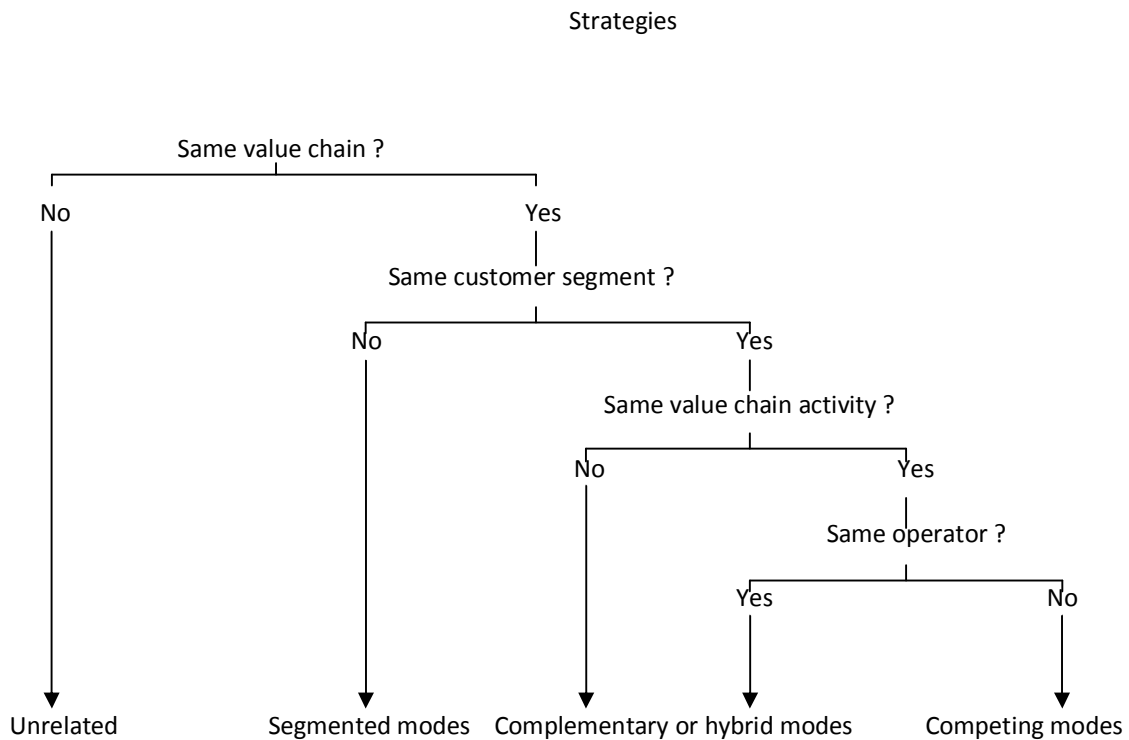 Strategies
Same value chain ?
No
Yes
Same customer segment ?
No
Yes
Same value chain activity ?
No
Yes
Same operator ?
Yes
No
Unrelated
Segmented modes
Complementary or hybrid modes
Competing modes